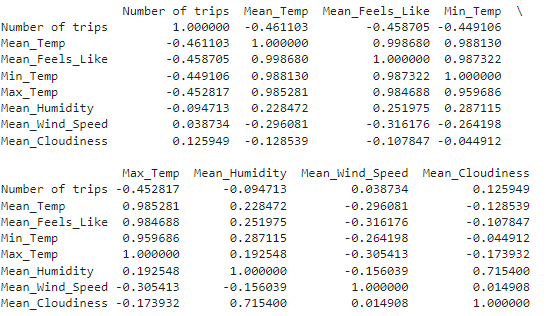 Number of trips  Mean_Temp  Mean_Feels_Like  Min_Temp  \
Number of trips         1.000000  -0.461103        -0.458705 -0.449106
Mean_Temp              -0.461103   1.000000         0.998680  0.988130
Mean_Feels_Like        -0.458705   0.998680         1.000000  0.987322
Min_Temp               -0.449106   0.988130         0.987322  1.000000
Max_Temp               -0.452817   0.985281         0.984688  0.959686
Mean_Humidity          -0.094713   0.228472         0.251975  0.287115
Mean_Wind_Speed         0.038734  -0.296081        -0.316176 -0.264198
Mean_Cloudiness         0.125949  -0.128539        -0.107847 -0.044912

                 Max_Temp  Mean_Humidity  Mean_Wind_Speed  Mean_Cloudiness
Number of trips -0.452817      -0.094713         0.038734         0.125949
Mean_Temp        0.985281       0.228472        -0.296081        -0.128539
Mean_Feels_Like  0.984688       0.251975        -0.316176        -0.107847
Min_Temp         0.959686       0.287115        -0.264198        -0.044912
Max_Temp         1.000000       0.192548        -0.305413        -0.173932
Mean_Humidity    0.192548       1.000000        -0.156039         0.715400
Mean_Wind_Speed -0.305413      -0.156039         1.000000         0.014908
Mean_Cloudiness -0.173932       0.715400         0.014908         1.000000